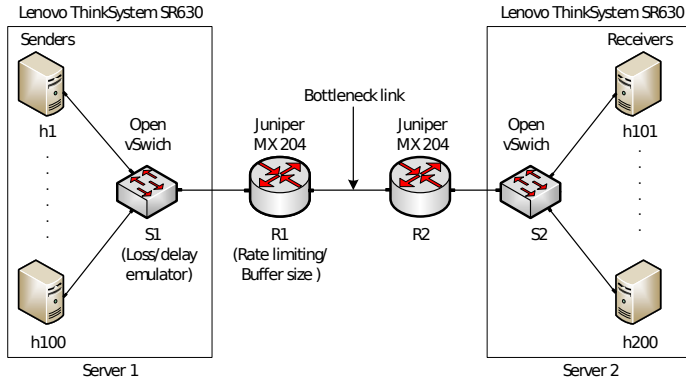 Lenovo ThinkSystem SR630
Lenovo ThinkSystem SR630
Senders
Receivers
Bottleneck link
h1
Open
vSwich
Juniper
MX 204
Juniper
MX 204
Open
vSwich
h101
S1
(Loss/delay
emulator)
R1
(Rate limiting/
Buffer size )
R2
S2
h100
h200
Server 1
Server 2